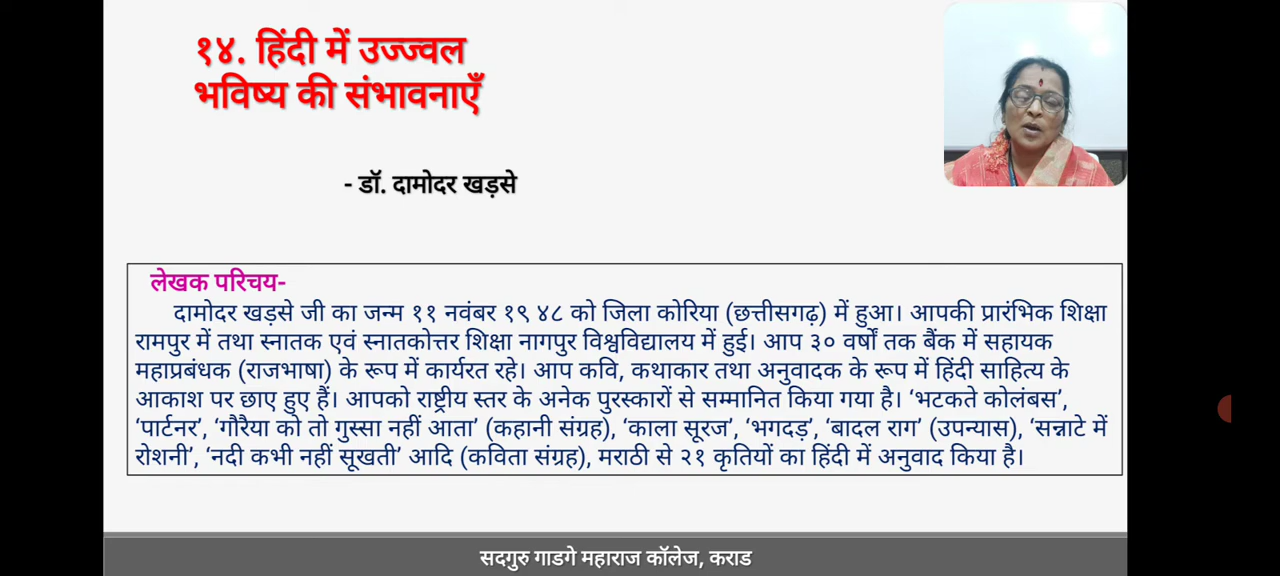 १४. हिंदी में उज्ज्वल
भविष्य की संभावनाएँ
- डॉ. दामोदर खड़से
लेखक परिचय-
दामोदर खड़से जी का जन्म ११ नवंबर १९ ४८ को जिला कोरिया (छत्तीसगढ़) में हुआ। आपकी प्रारंभिक शिक्षा
रामपुर में तथा स्नातक एवं स्नातकोत्तर शिक्षा नागपुर विश्वविद्यालय में हुई। आप ३० वर्षों तक बैंक में सहायक
महाप्रबंधक (राजभाषा) के रूप में कार्यरत रहे। आप कवि, कथाकार तथा अनुवादक के रूप में हिंदी साहित्य के
आकाश पर छाए हुए हैं। आपको राष्ट्रीय स्तर के अनेक पुरस्कारों से सम्मानित किया गया है। ‘भटकते कोलंबस’,
‘पार्टनर’, ‘गौरैया को तो गुस्सा नहीं आता’ (कहानी संग्रह), ‘काला सूरज’, ‘भगदड़’, ‘बादल राग’ (उपन्यास), ‘सन्नाटे में
रोशनी’, ‘नदी कभी नहीं सूखती’ आदि (कविता संग्रह), मराठी से २१ कृतियों का हिंदी में अनुवाद किया है।
सदगुरु गाडगे महाराज कॉलेज, कराड